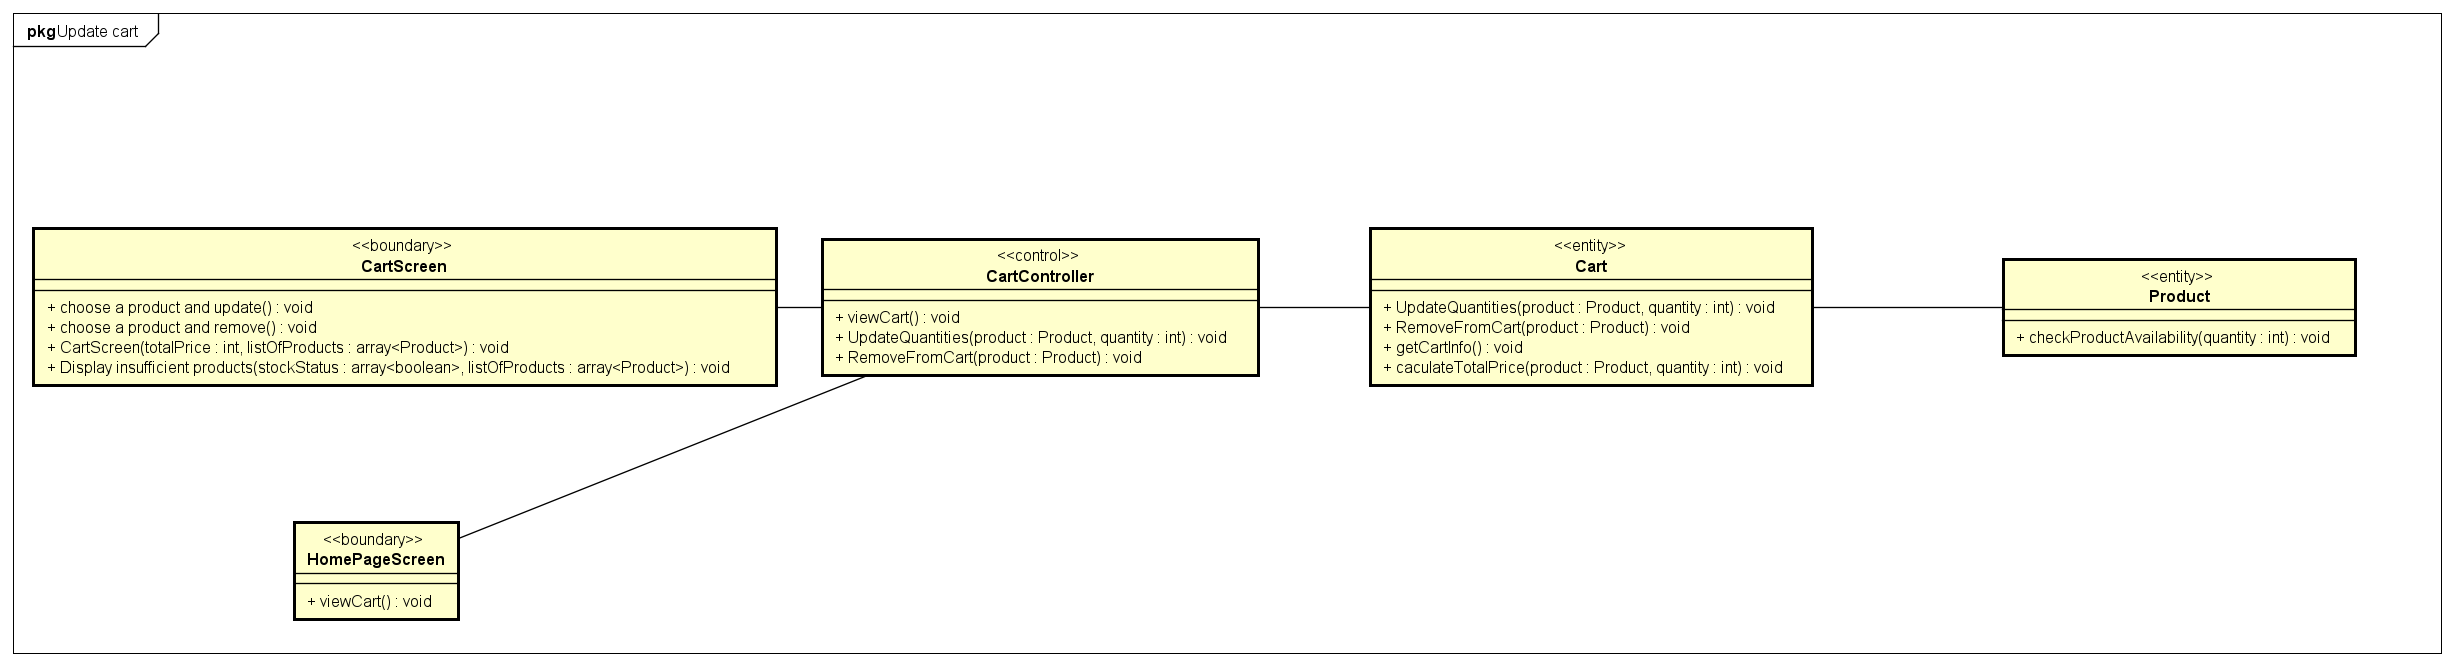 pkg Update cart
<<boundary>>
CartScreen
+ choose a product and update() : void
+ choose a product and remove() : void
+ CartScreen(totalPrice : int, listOfProducts : array<Product>) : void
+ Display insufficient products(stockStatus : array<boolean>, listOfProducts : array<Product>) : void
<<control>>
CartController
+ viewCart() : void
+ UpdateQuantities(product : Product, quantity : int) : void
+ RemoveFromCart(product : Product) : void
<<entity>>
Cart
+ UpdateQuantities(product : Product, quantity : int) : void
+ RemoveFromCart(product : Product) : void
+ getCartInfo() : void
+ caculateTotalPrice(product : Product, quantity : int) : void
<<entity>>
Product
+ checkProductAvailability(quantity : int) : void
<<boundary>>
HomePageScreen
+ viewCart() : void